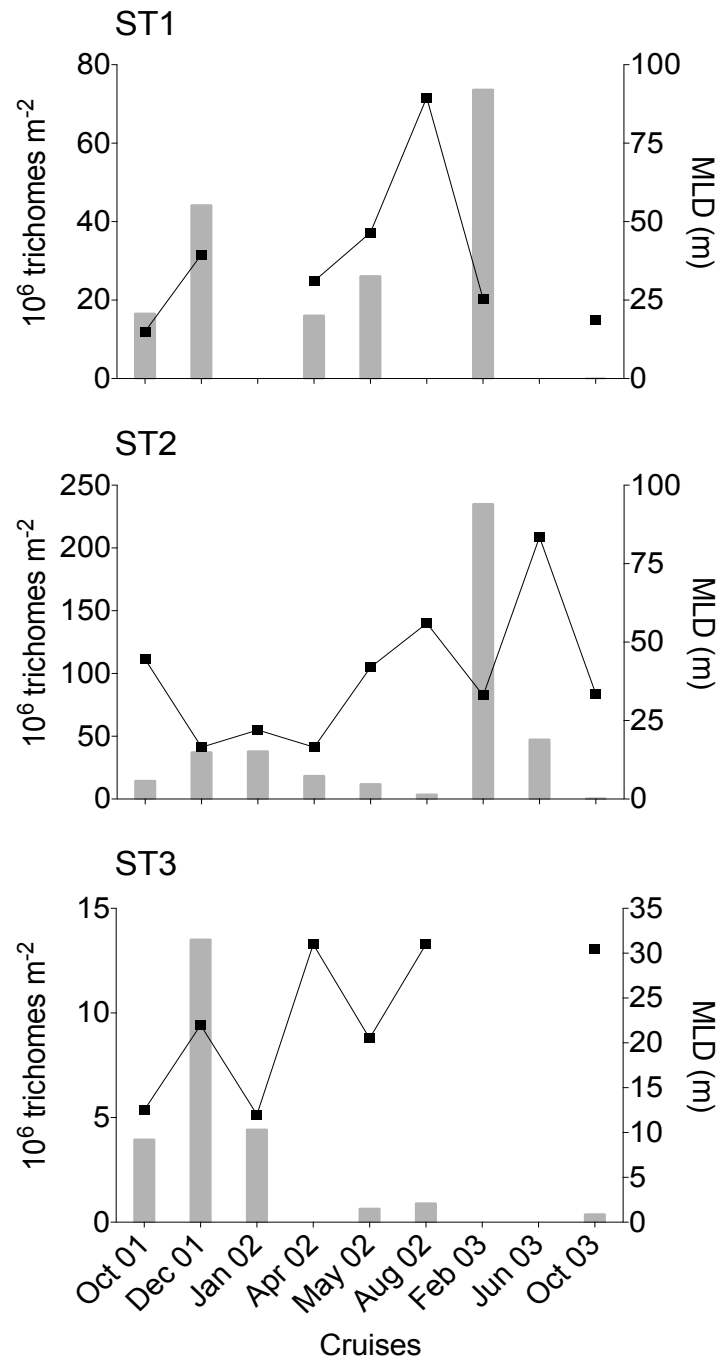 ST1
80
60
40
20
0
10⁶ trichomes m⁻²
100
75
50
25
0
MLD (m)
ST2
250
200
150
100
50
0
10⁶ trichomes m⁻²
100
75
50
25
0
MLD (m)
ST3
15
10
5
0
10⁶ trichomes m⁻²
35
30
25
20
15
10
5
0
MLD (m)
Oct 01
Dec 01
Jan 02
Apr 02
May 02
Aug 02
Feb 03
Jun 03
Oct 03
Cruises